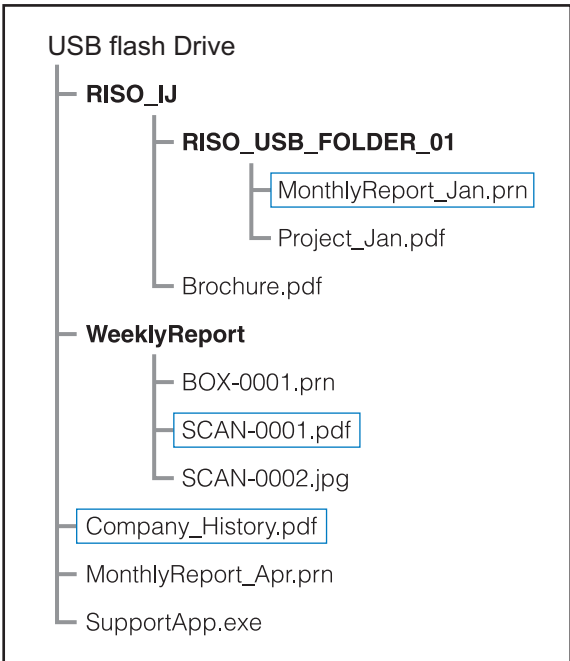 USB flash Drive
RISO_IJ
RISO_USB_FOLDER_01
MonthlyReport_Jan.prn
Project_Jan.pdf
Brochure.pdf
WeeklyReport
BOX-0001.prn
SCAN-0001.pdf
SCAN-0002.jpg
Company_History.pdf
MonthlyReport_Apr.prn
SupportApp.exe